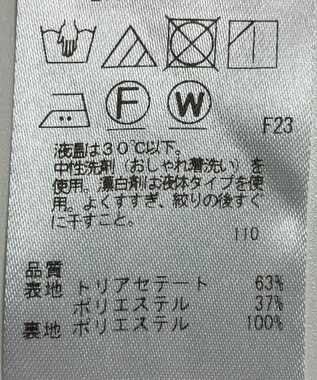 F W
F23
液温は30℃以下。
中性洗剤（おしゃれ着洗い）を
使用。漂白剤は液体タイプを使
用。よくすすぎ、絞りの後すぐ
に干すこと。
110
品質
表地 トリアセテート 63%
ポリエステル 37%
裏地 ポリエステル 100%